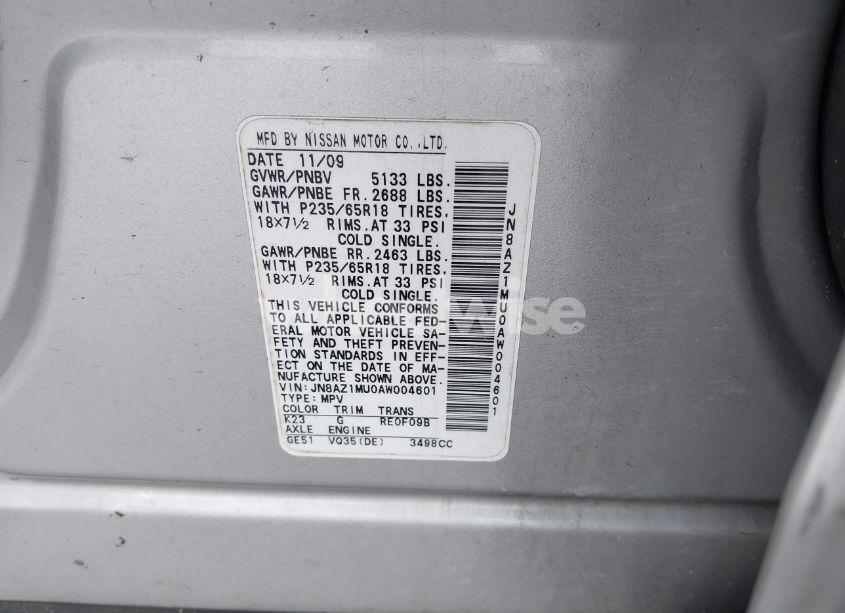 MFD BY NISSAN MOTOR CO.,LTD.
DATE 11/09
GVWR/PNBV 5133 LBS.
GAWR/PNBE FR. 2688 LBS.
WITH P235/65R18 TIRES,
18×7½ RIMS.AT 33 PSI
COLD SINGLE.
GAWR/PNBE RR. 2463 LBS.
WITH P235/65R18 TIRES,
18×7½ RIMS.AT 33 PSI
COLD SINGLE.
THIS VEHICLE CONFORMS
TO ALL APPLICABLE FED-
ERAL MOTOR VEHICLE SA-
FETY AND THEFT PREVEN-
TION STANDARDS IN EFF-
ECT ON THE DATE OF MA-
NUFACTURE SHOWN ABOVE.
VIN:JN8AZ1MU0AW004601
TYPE: MPV
COLOR TRIM TRANS
K23 G RE0F09B
AXLE ENGINE
GE51 VQ35(DE) 3498CC
JN8AZ1MU0AW004601